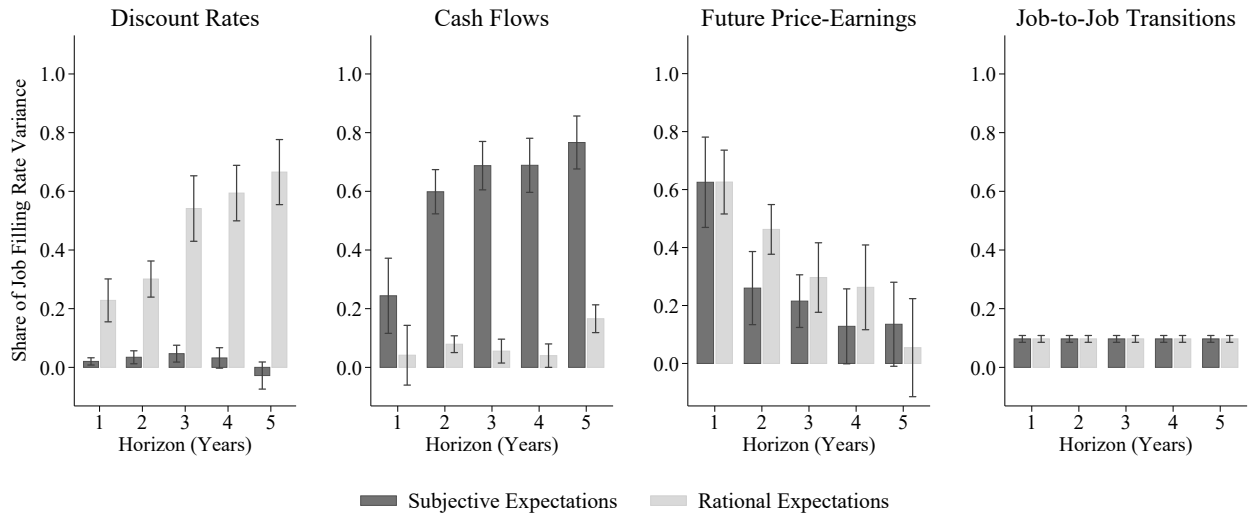 Discount Rates
Cash Flows
Future Price-Earnings
Job-to-Job Transitions
Share of Job Filling Rate Variance
1.0
0.8
0.6
0.4
0.2
0.0
1 2 3 4 5
Horizon (Years)
1.0
0.8
0.6
0.4
0.2
0.0
1 2 3 4 5
Horizon (Years)
1.0
0.8
0.6
0.4
0.2
0.0
1 2 3 4 5
Horizon (Years)
1.0
0.8
0.6
0.4
0.2
0.0
1 2 3 4 5
Horizon (Years)
Subjective Expectations
Rational Expectations